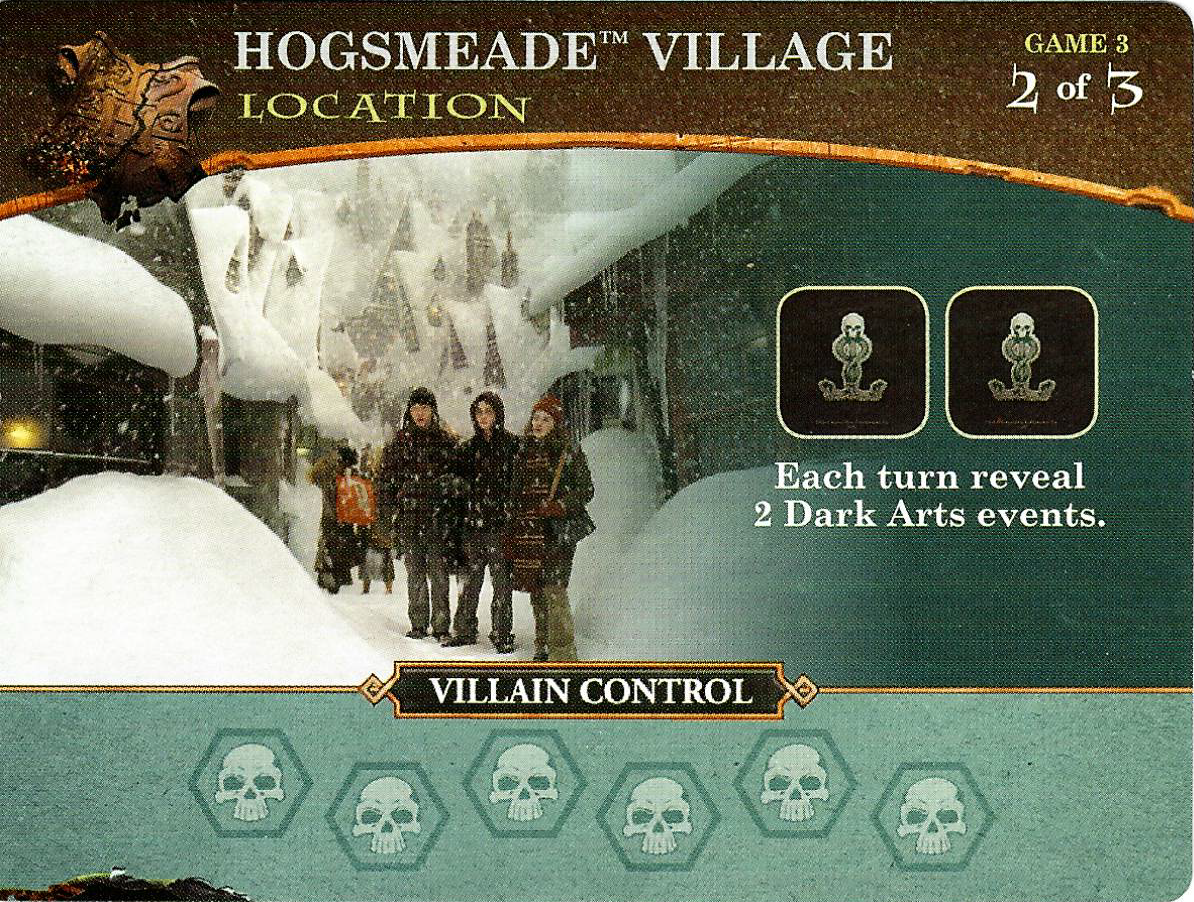 HOGSMEADE™ VILLAGE
LOCATION
GAME 3
2 of 3
Each turn reveal
2 Dark Arts events.
VILLAIN CONTROL